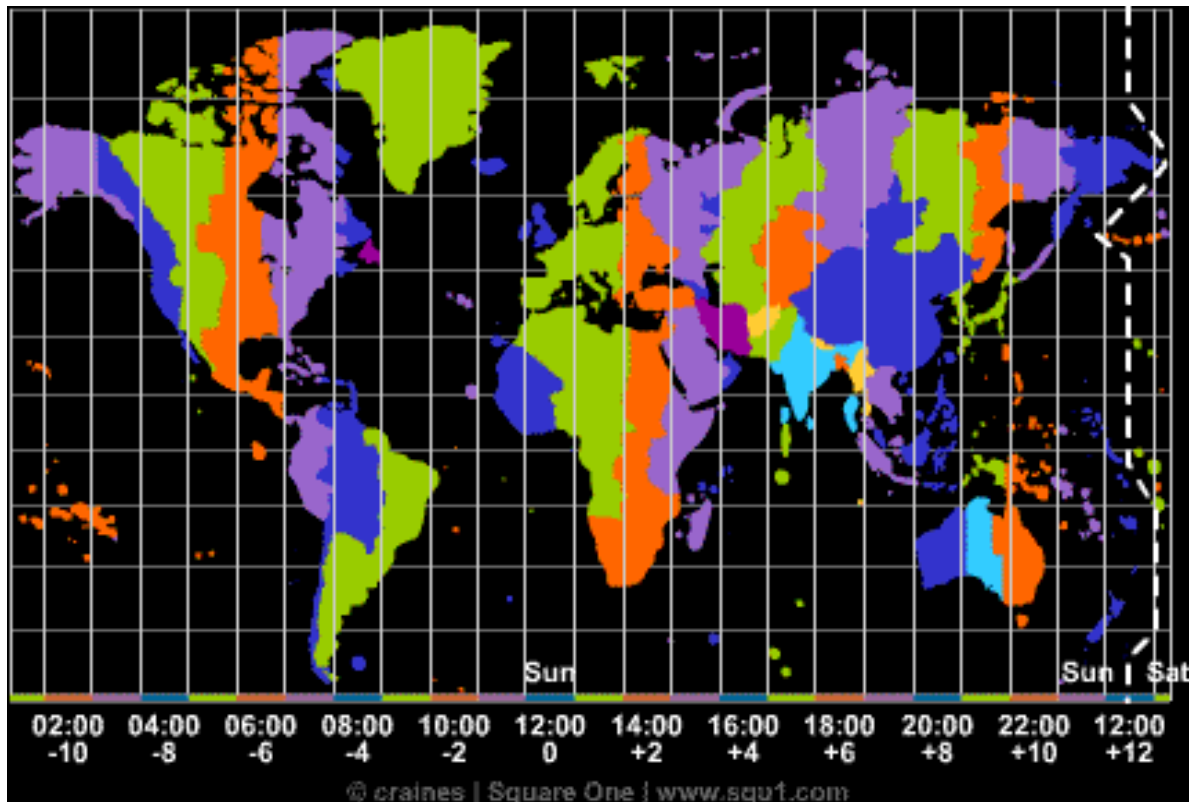 Sun Sun Sat
02:00 04:00 06:00 08:00 10:00 12:00 14:00 16:00 18:00 20:00 22:00 12:00
-10 -8 -6 -4 -2 0 +2 +4 +6 +8 +10 +12
© craines | Square One | www.squ1.com